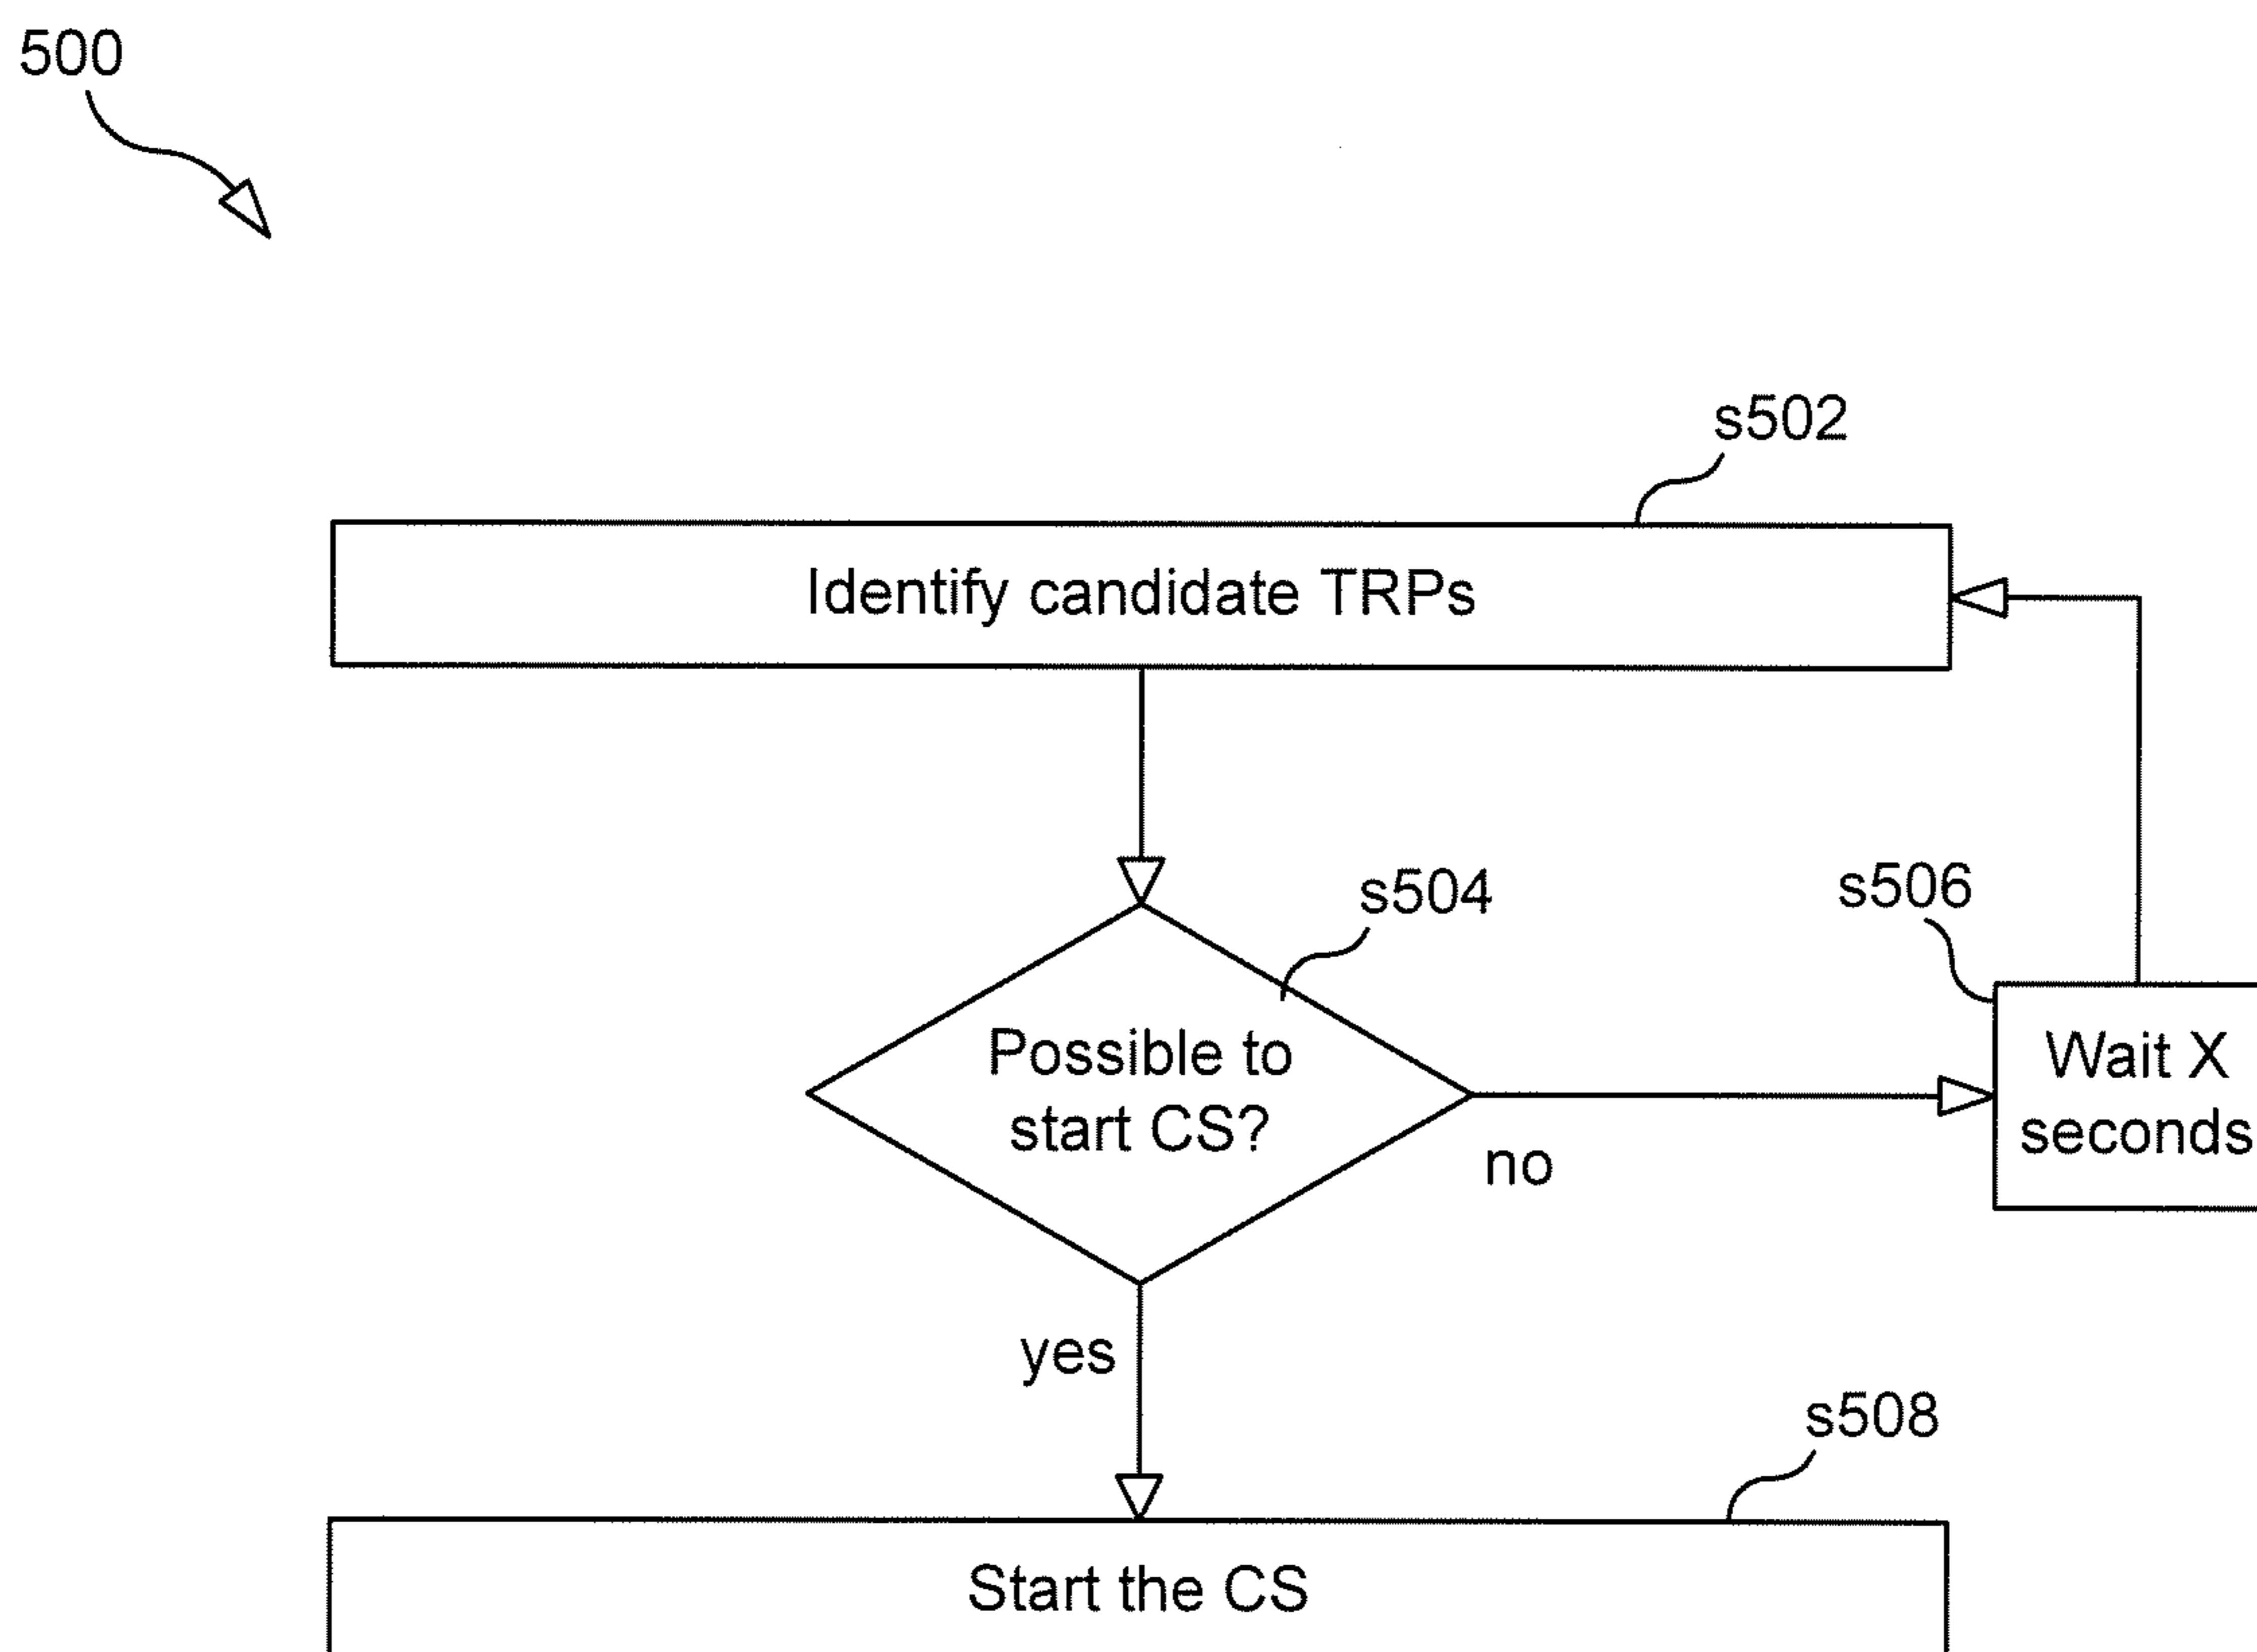 500
s502
Identify candidate TRPs
s504
s506
Possible to
start CS?
Wait X
seconds
no
yes
s508
Start the CS